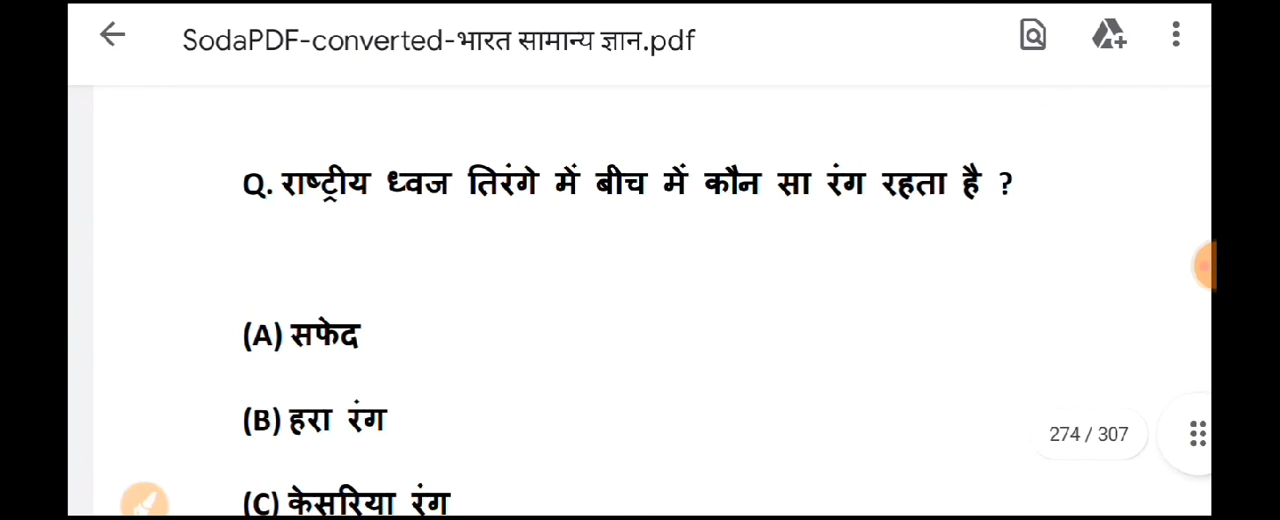 SodaPDF-converted-भारत सामान्य ज्ञान.pdf
Q. राष्ट्रीय ध्वज तिरंगे में बीच में कौन सा रंग रहता है ?
(A) सफेद
(B) हरा रंग
274 / 307
(C) केसरिया रंग